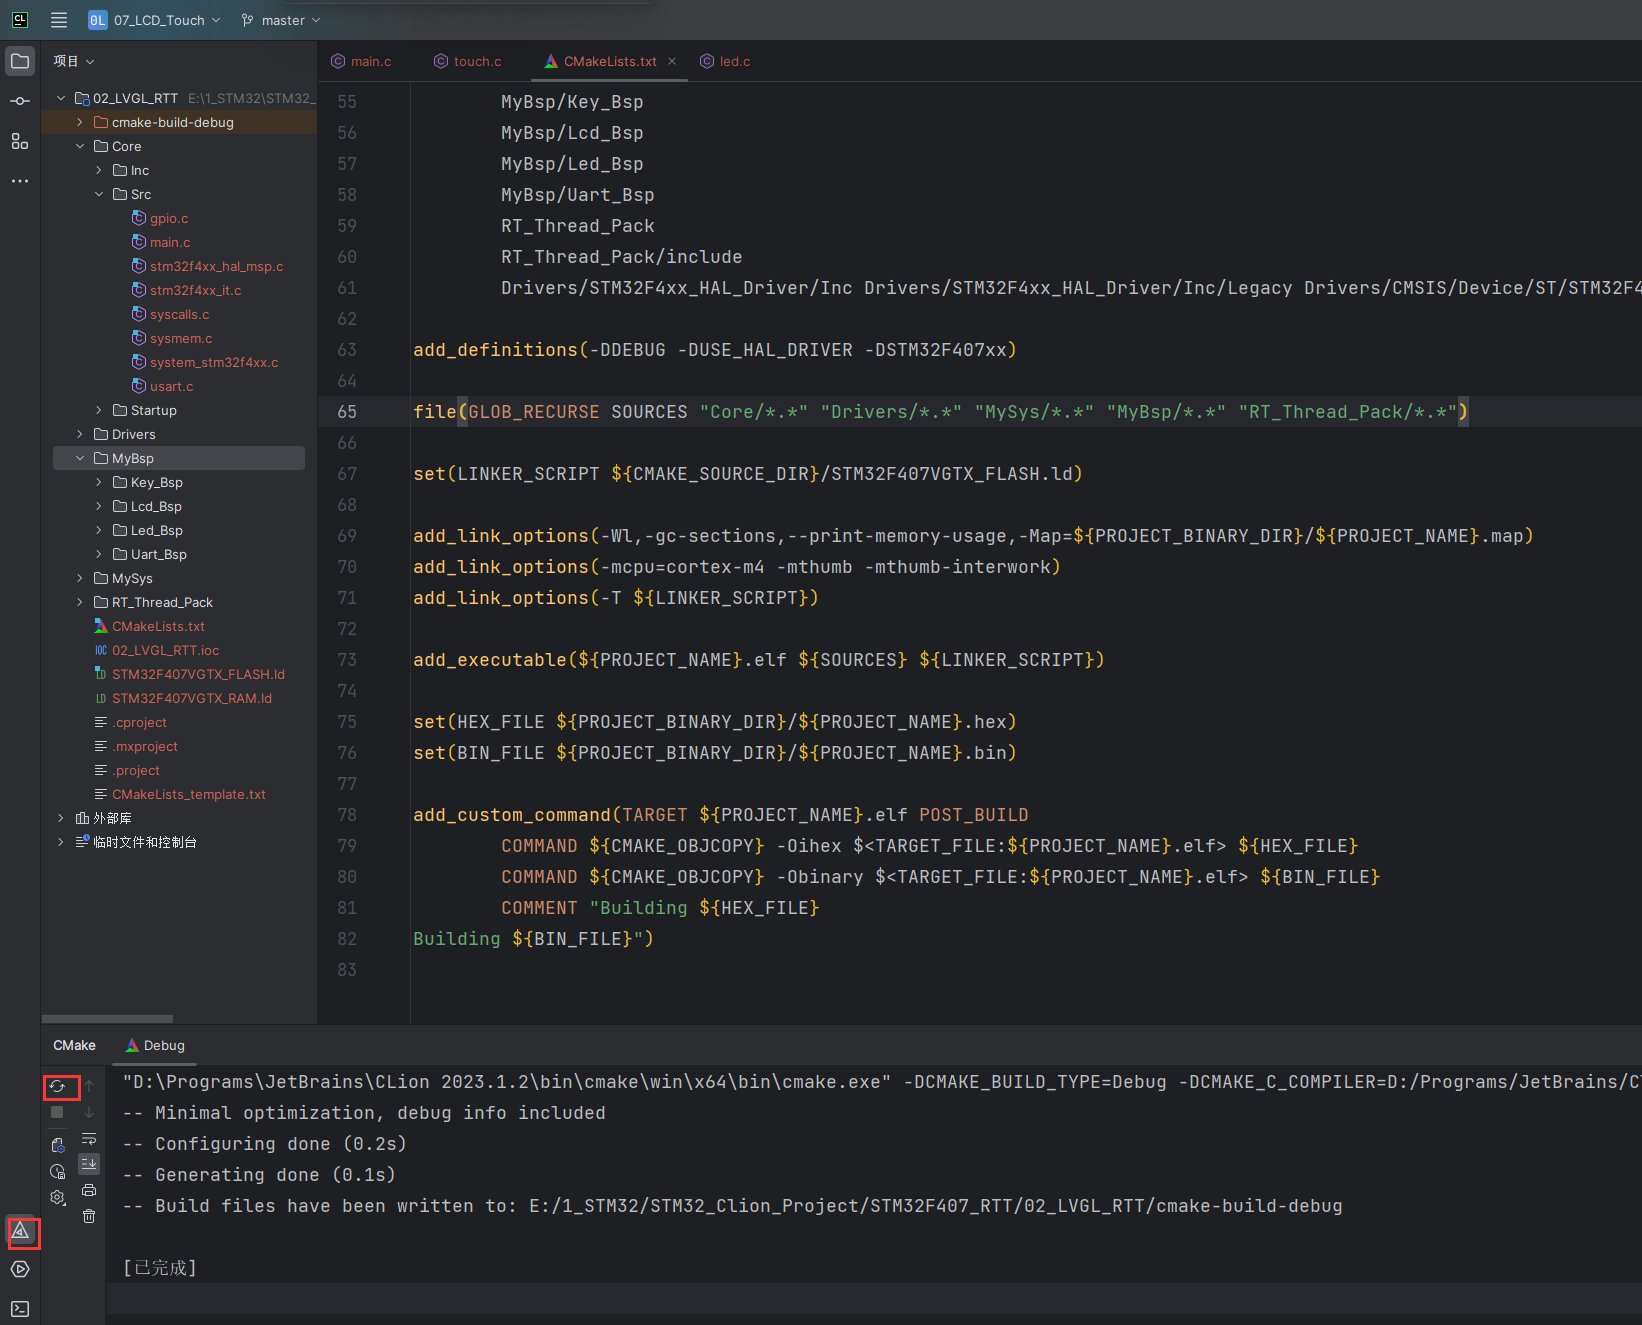 CL
0L 07_LCD_Touch master
项目
02_LVGL_RTT E:\1_STM32\STM32_
cmake-build-debug
Core
Inc
Src
gpio.c
main.c
stm32f4xx_hal_msp.c
stm32f4xx_it.c
syscalls.c
sysmem.c
system_stm32f4xx.c
usart.c
Startup
Drivers
MyBsp
Key_Bsp
Lcd_Bsp
Led_Bsp
Uart_Bsp
MySys
RT_Thread_Pack
CMakeLists.txt
IOC 02_LVGL_RTT.ioc
LD STM32F407VGTX_FLASH.ld
LD STM32F407VGTX_RAM.ld
.cproject
.mxproject
.project
CMakeLists_template.txt
外部库
临时文件和控制台
main.c touch.c CMakeLists.txt led.c
55 MyBsp/Key_Bsp
56 MyBsp/Lcd_Bsp
57 MyBsp/Led_Bsp
58 MyBsp/Uart_Bsp
59 RT_Thread_Pack
60 RT_Thread_Pack/include
61 Drivers/STM32F4xx_HAL_Driver/Inc Drivers/STM32F4xx_HAL_Driver/Inc/Legacy Drivers/CMSIS/Device/ST/STM32F4
62
63 add_definitions(-DDEBUG -DUSE_HAL_DRIVER -DSTM32F407xx)
64
65 file(GLOB_RECURSE SOURCES "Core/*.*" "Drivers/*.*" "MySys/*.*" "MyBsp/*.*" "RT_Thread_Pack/*.*")
66
67 set(LINKER_SCRIPT ${CMAKE_SOURCE_DIR}/STM32F407VGTX_FLASH.ld)
68
69 add_link_options(-Wl,-gc-sections,--print-memory-usage,-Map=${PROJECT_BINARY_DIR}/${PROJECT_NAME}.map)
70 add_link_options(-mcpu=cortex-m4 -mthumb -mthumb-interwork)
71 add_link_options(-T ${LINKER_SCRIPT})
72
73 add_executable(${PROJECT_NAME}.elf ${SOURCES} ${LINKER_SCRIPT})
74
75 set(HEX_FILE ${PROJECT_BINARY_DIR}/${PROJECT_NAME}.hex)
76 set(BIN_FILE ${PROJECT_BINARY_DIR}/${PROJECT_NAME}.bin)
77
78 add_custom_command(TARGET ${PROJECT_NAME}.elf POST_BUILD
79 COMMAND ${CMAKE_OBJCOPY} -Oihex $<TARGET_FILE:${PROJECT_NAME}.elf> ${HEX_FILE}
80 COMMAND ${CMAKE_OBJCOPY} -Obinary $<TARGET_FILE:${PROJECT_NAME}.elf> ${BIN_FILE}
81 COMMENT "Building ${HEX_FILE}
82 Building ${BIN_FILE}")
83
CMake Debug
"D:\Programs\JetBrains\CLion 2023.1.2\bin\cmake\win\x64\bin\cmake.exe" -DCMAKE_BUILD_TYPE=Debug -DCMAKE_C_COMPILER=D:/Programs/JetBrains/C
-- Minimal optimization, debug info included
-- Configuring done (0.2s)
-- Generating done (0.1s)
-- Build files have been written to: E:/1_STM32/STM32_Clion_Project/STM32F407_RTT/02_LVGL_RTT/cmake-build-debug
[已完成]